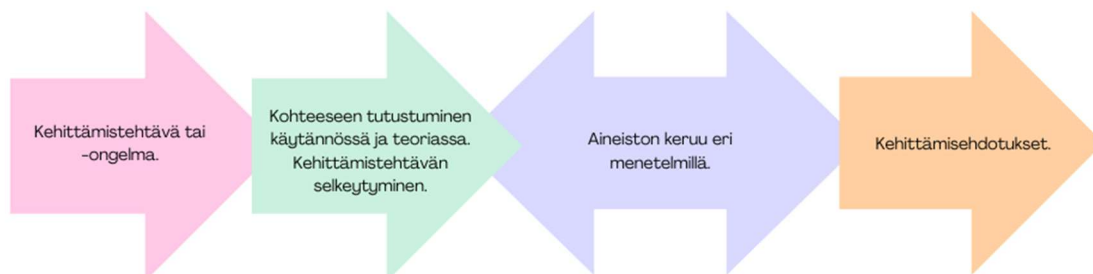 Kehittämistehtävä tai
-ongelma.
Kohteeseen tutustuminen
käytännössä ja teoriassa.
Kehittämistehtävän
selkeytyminen.
Aineiston keruu eri
menetelmillä.
Kehittämisehdotukset.